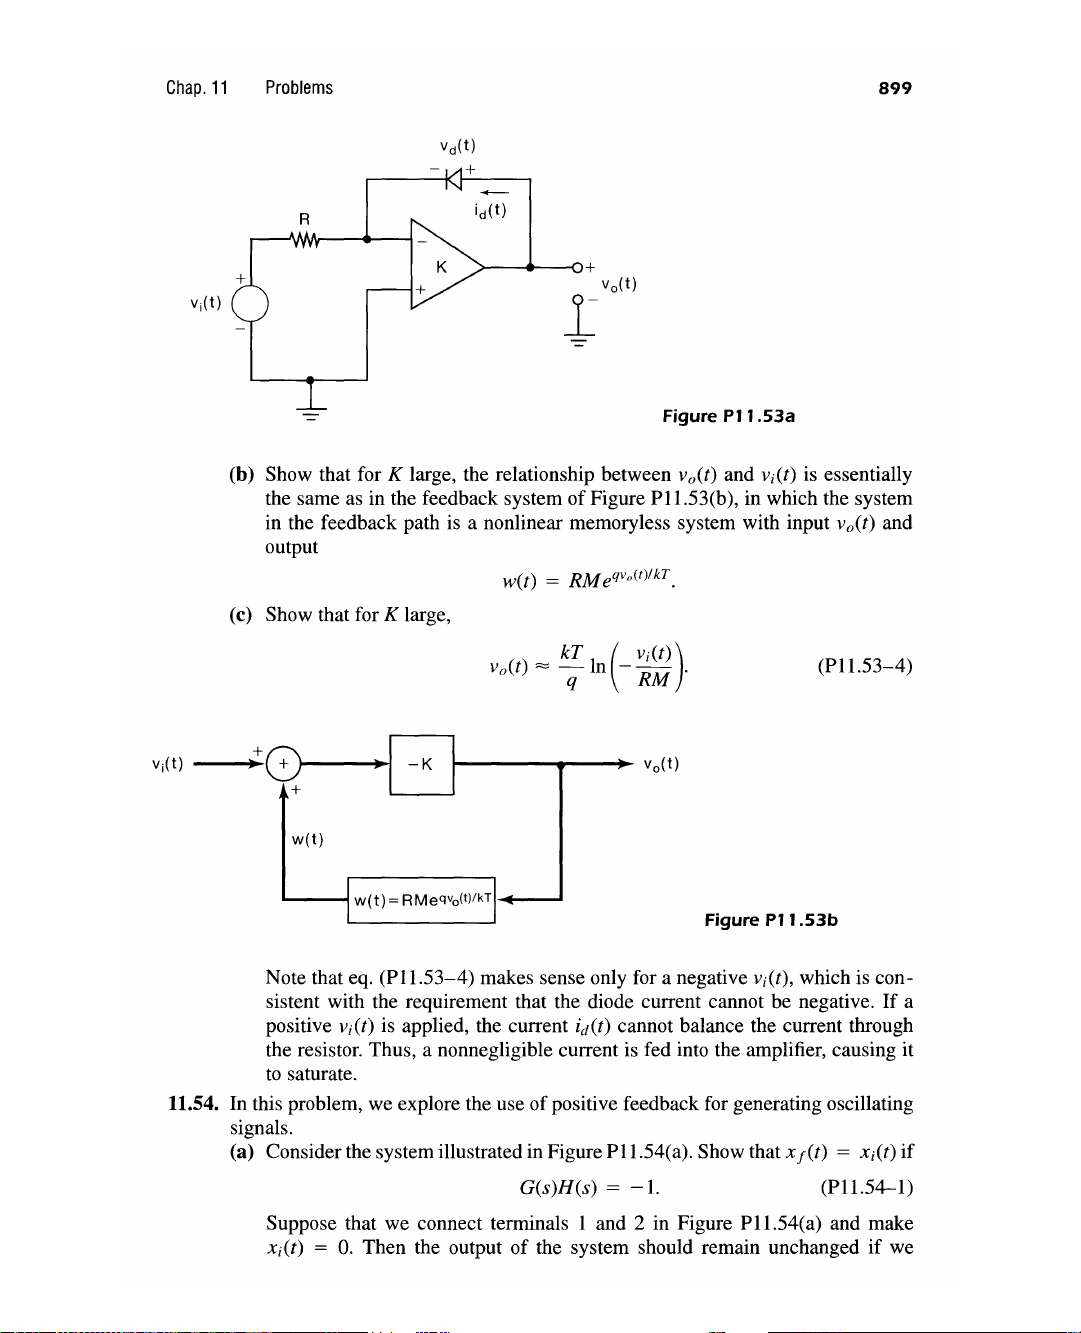 Chap. 11 Problems 899
v_d(t)
− +
i_d(t)
R
−
K
+
+
v_i(t)
−
+
v_o(t)
−
Figure P11.53a
(b) Show that for K large, the relationship between v_o(t) and v_i(t) is essentially
the same as in the feedback system of Figure P11.53(b), in which the system
in the feedback path is a nonlinear memoryless system with input v_o(t) and
output
w(t) = RMe^{qv_o(t)/kT}.
(c) Show that for K large,
v_o(t) ≈ \frac{kT}{q} ln(−\frac{v_i(t)}{RM}). (P11.53–4)
v_i(t) + + −K v_o(t)
+
w(t)
w(t)=RMe^{qv_o(t)/kT}
Figure P11.53b
Note that eq. (P11.53–4) makes sense only for a negative v_i(t), which is con-
sistent with the requirement that the diode current cannot be negative. If a
positive v_i(t) is applied, the current i_d(t) cannot balance the current through
the resistor. Thus, a nonnegligible current is fed into the amplifier, causing it
to saturate.
11.54. In this problem, we explore the use of positive feedback for generating oscillating
signals.
(a) Consider the system illustrated in Figure P11.54(a). Show that x_f(t) = x_i(t) if
G(s)H(s) = −1. (P11.54–1)
Suppose that we connect terminals 1 and 2 in Figure P11.54(a) and make
x_i(t) = 0. Then the output of the system should remain unchanged if we